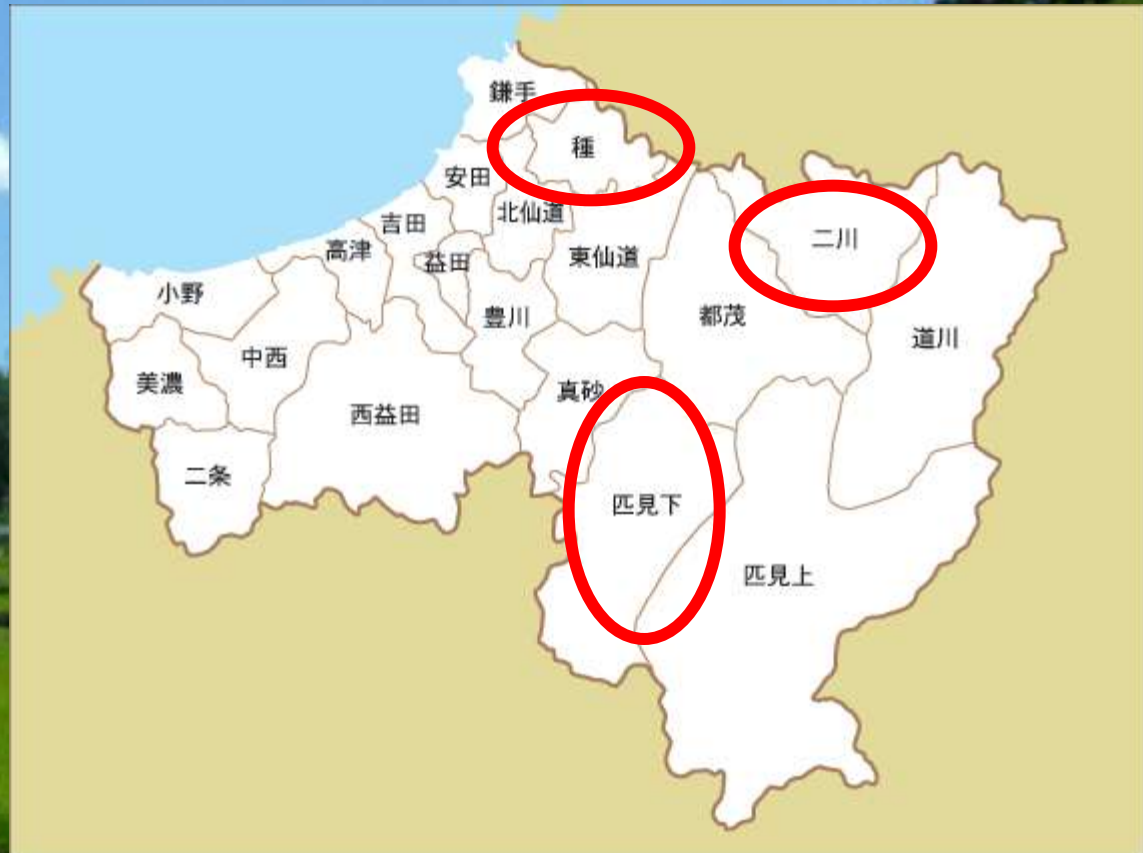 鎌手
種
安田
北仙道
吉田
二川
高津
益田
東仙道
小野
豊川
都茂
道川
中西
美濃
真砂
西益田
二条
匹見下
匹見上